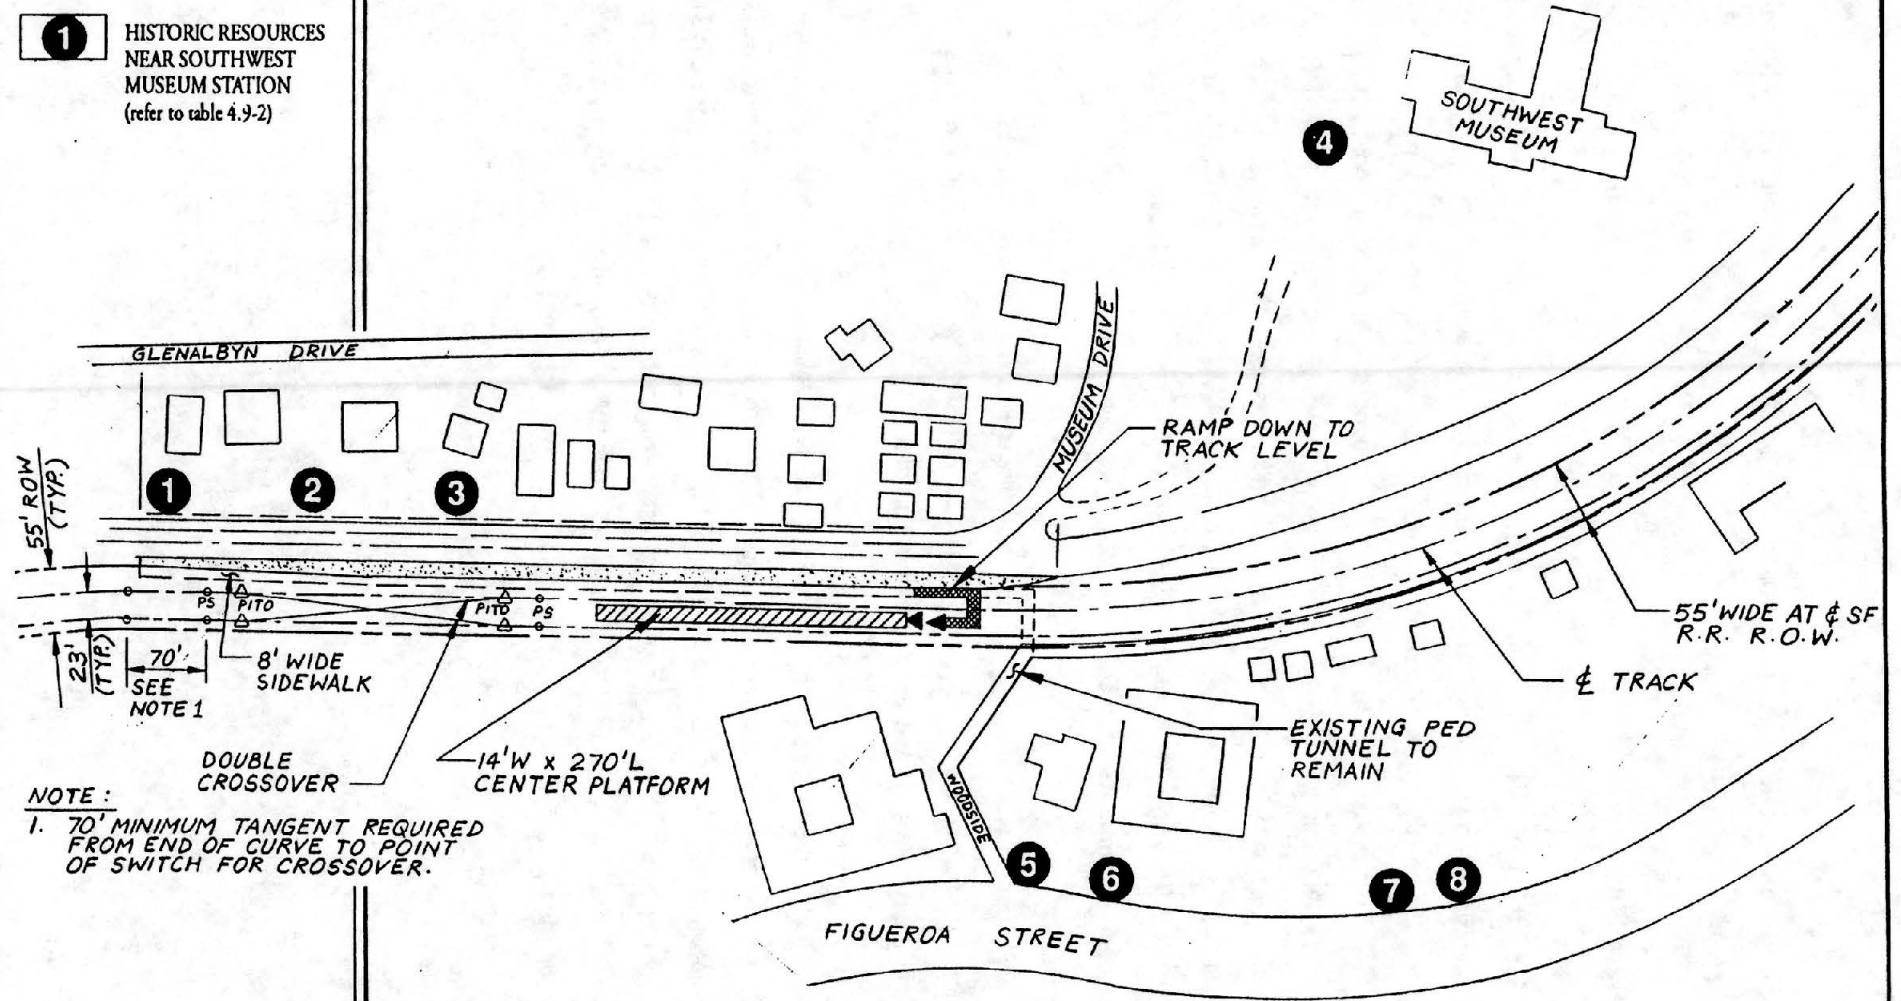 1
HISTORIC RESOURCES
NEAR SOUTHWEST
MUSEUM STATION
(refer to table 4.9-2)
4
SOUTHWEST
MUSEUM
GLENALBYN DRIVE
MUSEUM DRIVE
RAMP DOWN TO
TRACK LEVEL
1
2
3
55' ROW
(TYP.)
23'
(TYP.)
PS
PITO
PITO
PS
70'
SEE
NOTE 1
8' WIDE
SIDEWALK
55' WIDE AT ℄ SF
R.R. R.O.W.
℄ TRACK
EXISTING PED
TUNNEL TO
REMAIN
DOUBLE
CROSSOVER
14'W x 270'L
CENTER PLATFORM
WOODSIDE
NOTE:
1. 70' MINIMUM TANGENT REQUIRED
FROM END OF CURVE TO POINT
OF SWITCH FOR CROSSOVER.
5
6
7
8
FIGUEROA STREET